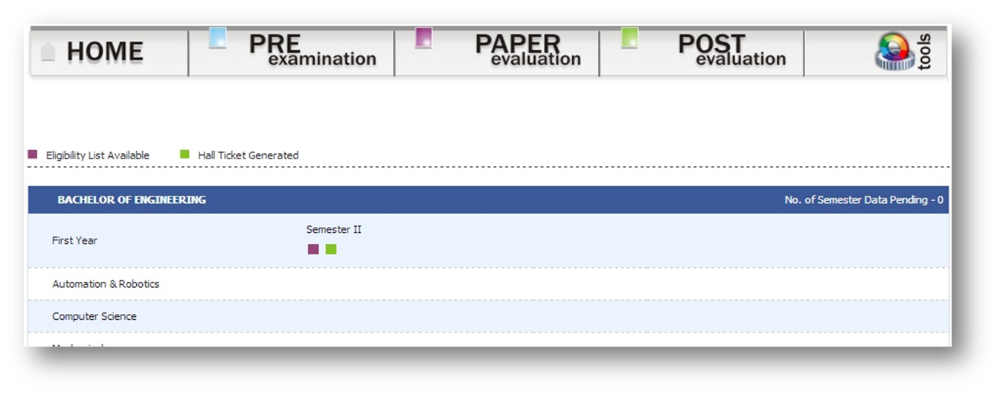 HOME
PRE
examination
PAPER
evaluation
POST
evaluation
tools
Eligibility List Available
Hall Ticket Generated
BACHELOR OF ENGINEERING
No. of Semester Data Pending - 0
First Year
Semester II
Automation & Robotics
Computer Science